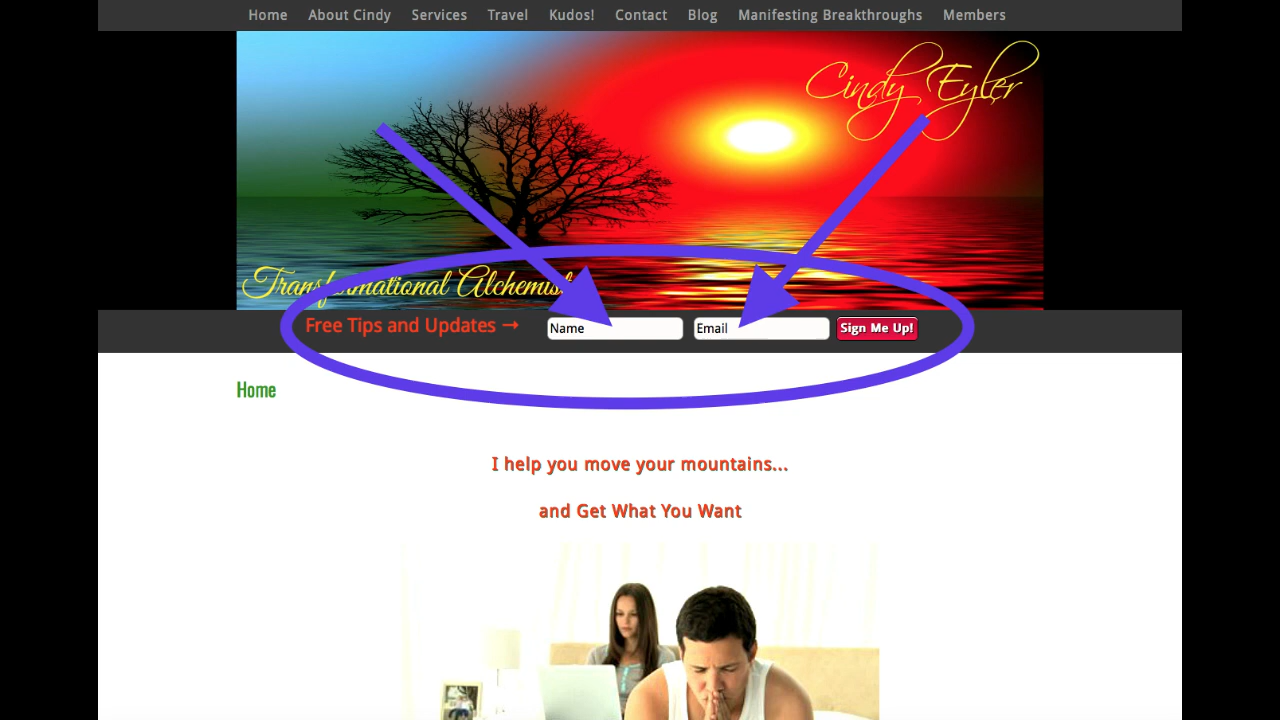 Home About Cindy Services Travel Kudos! Contact Blog Manifesting Breakthroughs Members
Cindy Eyler
Transformational Alchemist
Free Tips and Updates → Name Email Sign Me Up!
Home
I help you move your mountains...
and Get What You Want